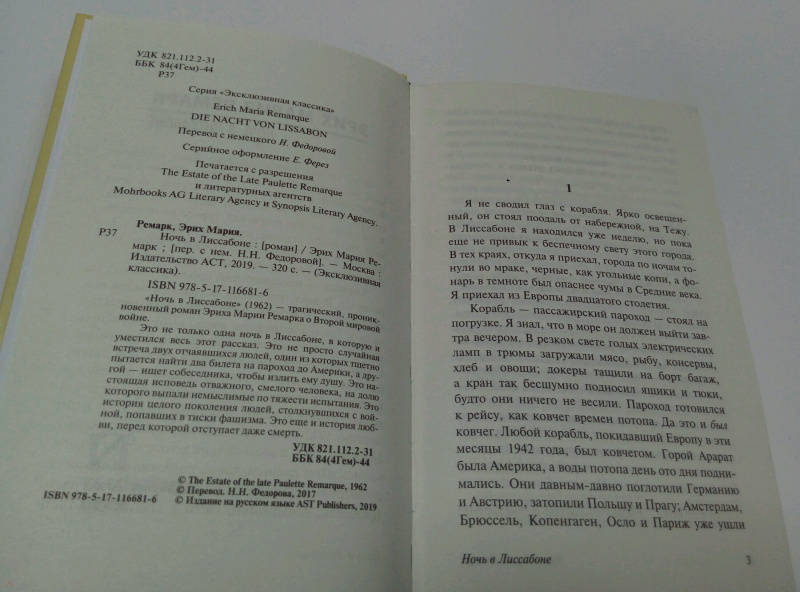 УДК 821.112.2-31
ББК 84(4Гем)-44
Р37
Серия «Эксклюзивная классика»
Erich Maria Remarque
DIE NACHT VON LISSABON
Перевод с немецкого Н. Федоровой
Серийное оформление Е. Ферез
Печатается с разрешения
The Estate of the Late Paulette Remarque
и литературных агентств
Mohrbooks AG Literary Agency и Synopsis Literary Agency.
Ремарк, Эрих Мария.
Р37 Ночь в Лиссабоне : [роман] / Эрих Мария Ре-
марк ; [пер. с нем. Н.Н. Федоровой]. — Москва :
Издательство АСТ, 2019. — 320 с. — (Эксклюзивная
классика).
ISBN 978-5-17-116681-6
«Ночь в Лиссабоне» (1962) — трагический, проник-
новенный роман Эриха Марии Ремарка о Второй мировой
войне.
Это не только одна ночь в Лиссабоне, в которую и
уместился весь этот рассказ. Это не просто случайная
встреча двух отчаявшихся людей, один из которых тщетно
пытается найти два билета на пароход до Америки, а дру-
гой — ищет собеседника, чтобы излить ему душу. Это на-
стоящая исповедь отважного, смелого человека, на долю
которого выпали немыслимые по тяжести испытания. Это
история целого поколения людей, столкнувшихся с вой-
ной, попавших в тиски фашизма. Это еще и история люб-
ви, перед которой отступает даже смерть.
УДК 821.112.2-31
ББК 84(4Гем)-44
© The Estate of the late Paulette Remarque, 1962
© Перевод. Н.Н. Федорова, 2017
ISBN 978-5-17-116681-6 © Издание на русском языке AST Publishers, 2019
1
Я не сводил глаз с корабля. Ярко освещен-
ный, он стоял поодаль от набережной, на Тежу.
В Лиссабоне я находился уже неделю, но пока
еще не привык к беспечному свету этого города.
В тех краях, откуда я приехал, города по ночам то-
нули во мраке, черные, как угольные копи, а фо-
нарь в темноте был опаснее чумы в Средние века.
Я приехал из Европы двадцатого столетия.
Корабль — пассажирский пароход — стоял на
погрузке. Я знал, что в море он должен выйти зав-
тра вечером. В резком свете голых электрических
ламп в трюмы загружали мясо, рыбу, консервы,
хлеб и овощи; докеры тащили на борт багаж,
а кран так бесшумно подносил ящики и тюки,
будто они ничего не весили. Пароход готовился
к рейсу, как ковчег времен потопа. Да это и был
ковчег. Любой корабль, покидавший Европу в эти
месяцы 1942 года, был ковчегом. Горой Арарат
была Америка, а воды потопа день ото дня подни-
мались. Они давным-давно поглотили Германию
и Австрию, затопили Польшу и Прагу; Амстердам,
Брюссель, Копенгаген, Осло и Париж уже ушли
Ночь в Лиссабоне
3